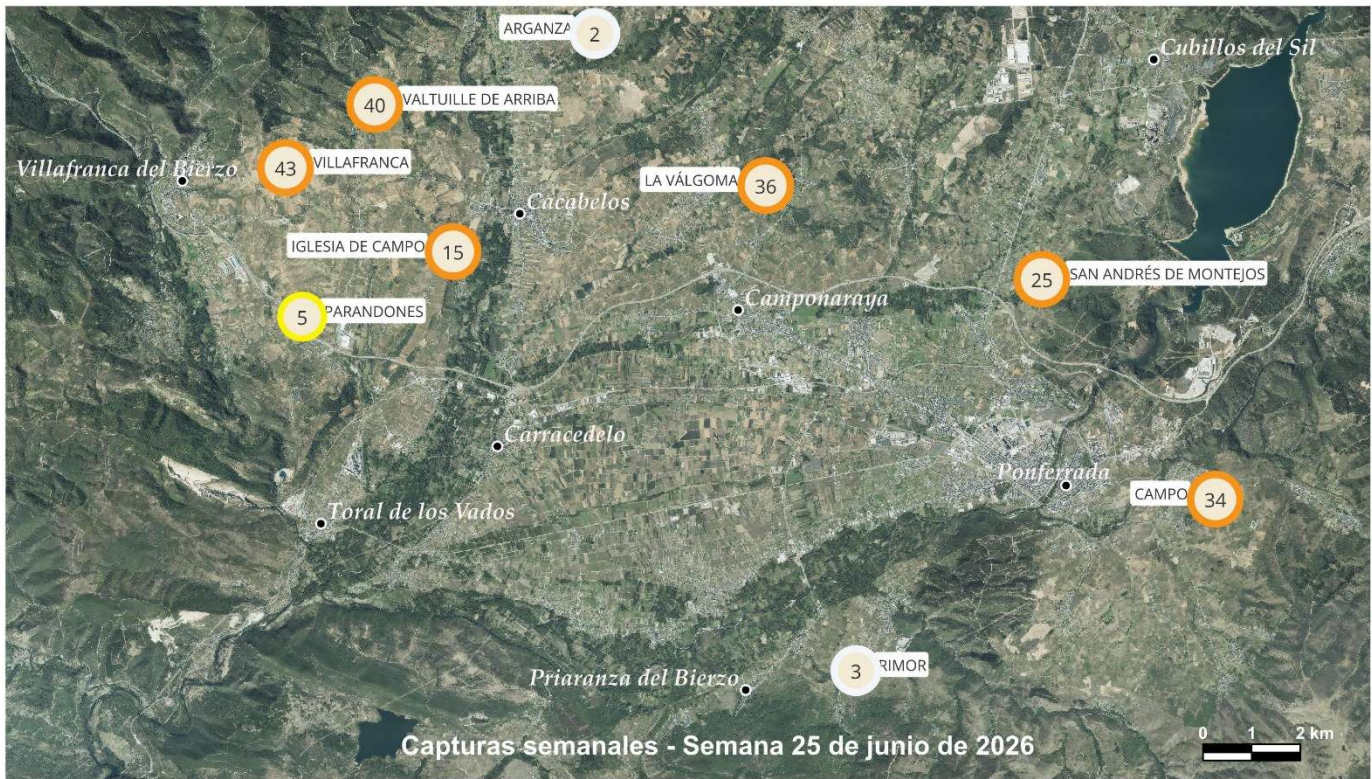 ARGANZA
2
Cubillos del Sil
40
VALTUILLE DE ARRIBA
43
VILLAFRANCA
Villafranca del Bierzo
LA VÁLGOMA
36
Cacabelos
IGLESIA DE CAMPO
15
25
SAN ANDRÉS DE MONTEJOS
5
PARANDONES
Camponaraya
Carracedelo
Ponferrada
CAMPO
34
Toral de los Vados
3
RIMOR
Priaranza del Bierzo
Capturas semanales - Semana 25 de junio de 2026
0 1 2 km